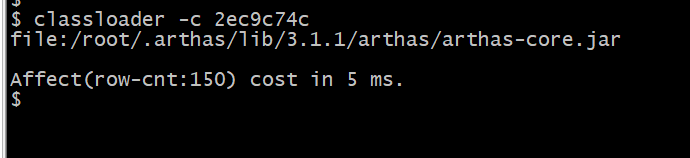 $ classloader -c 2ec9c74c
file:/root/.arthas/lib/3.1.1/arthas/arthas-core.jar
Affect(row-cnt:150) cost in 5 ms.
$